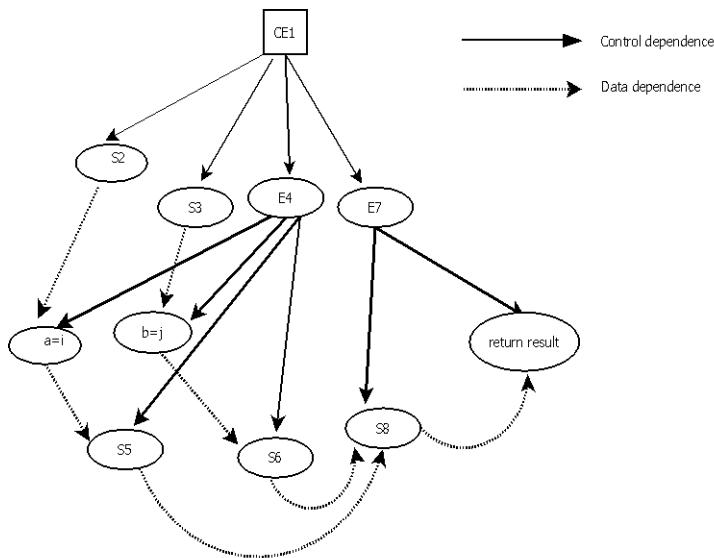 CE1
Control dependence
Data dependence
S2
S3
E4
E7
a=i
b=j
return result
S5
S6
S8